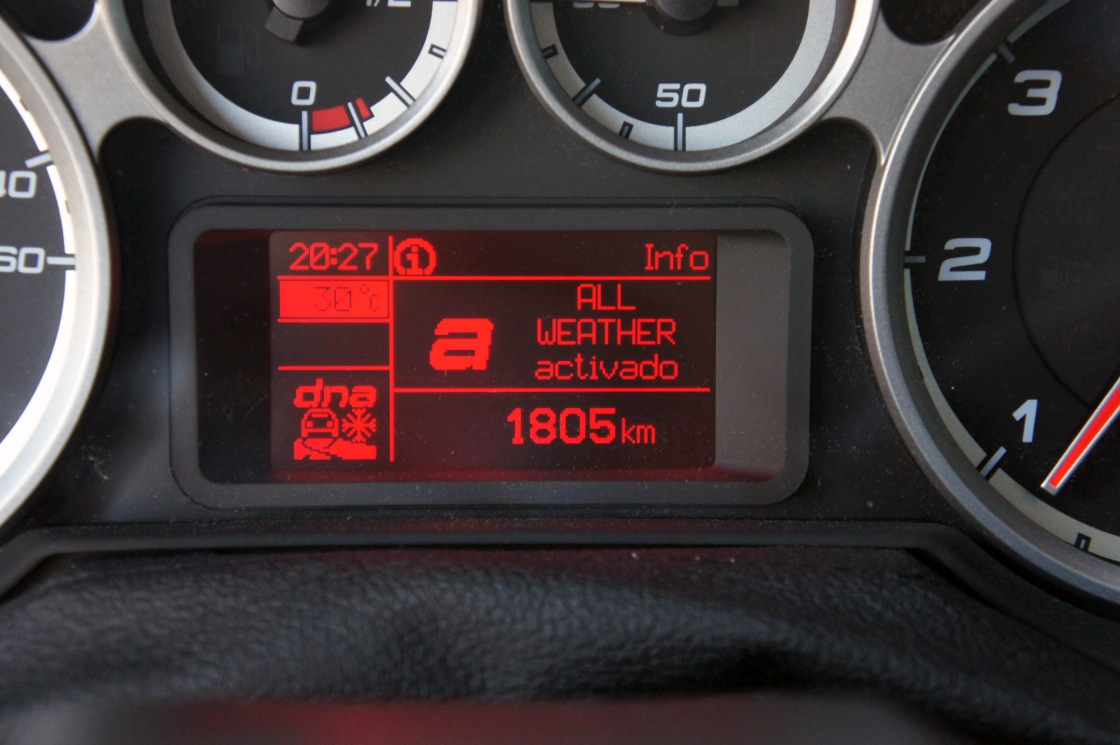 0
50
3
40
60
2
1
20:27
i
Info
30°c
a
ALL
WEATHER
activado
dna
1805km